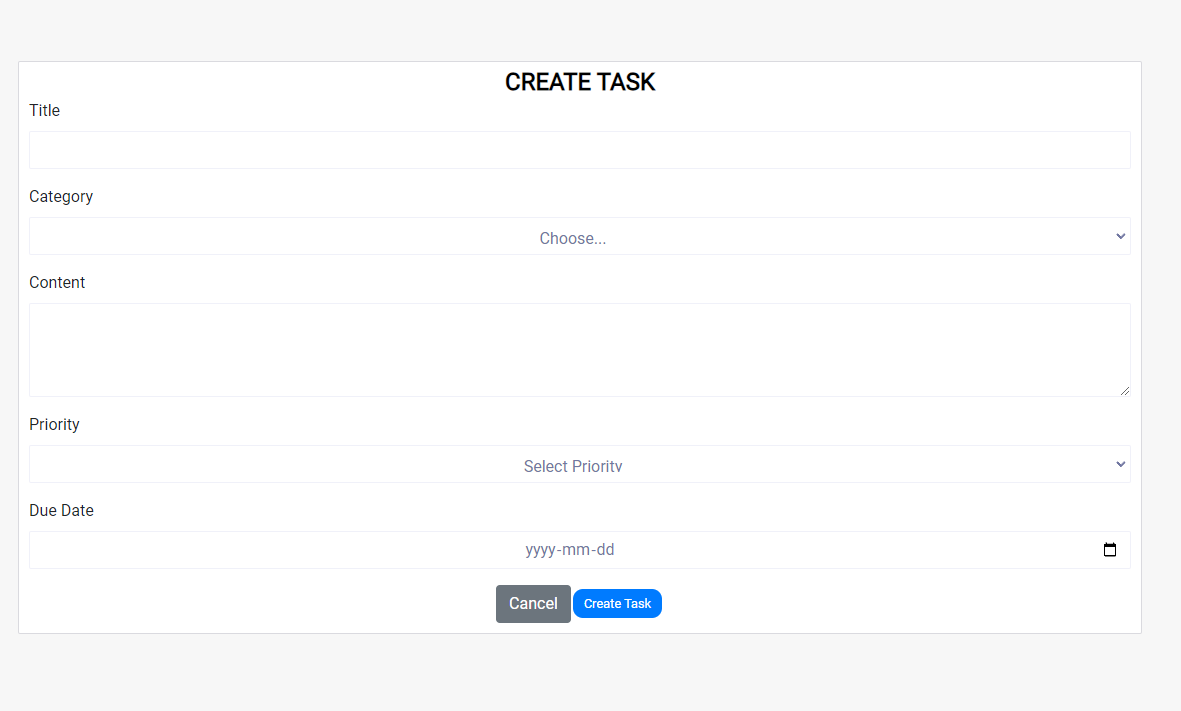 CREATE TASK
Title
Category
Choose...
Content
Priority
Select Priority
Due Date
yyyy-mm-dd
Cancel Create Task